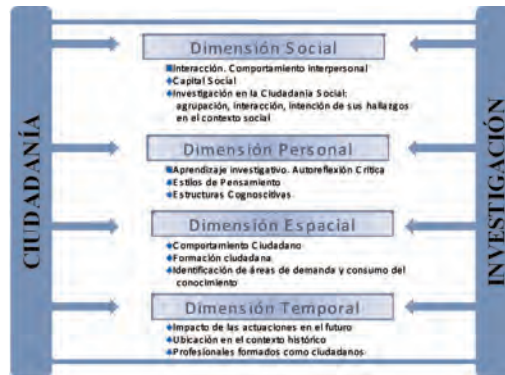 CIUDADANÍA
Dimensión Social
Interacción. Comportamiento interpersonal
Capital Social
Investigación en la Ciudadanía Social:
agrupación, interacción, intención de sus hallargos
en el contexto social
Dimensión Personal
Aprendizaje investigativo. Autoreflexión Crítica
Estilos de Pensamiento
Estructuras Cognoscitivas
Dimensión Espacial
Comportamiento Ciudadano
Formación ciudadana
Identificación de áreas de demanda y consumo del
conocimiento
Dimensión Temporal
Impacto de las actuaciones en el futuro
Ubicación en el contexto histórico
Profesionales formados como ciudadanos
INVESTIGACIÓN